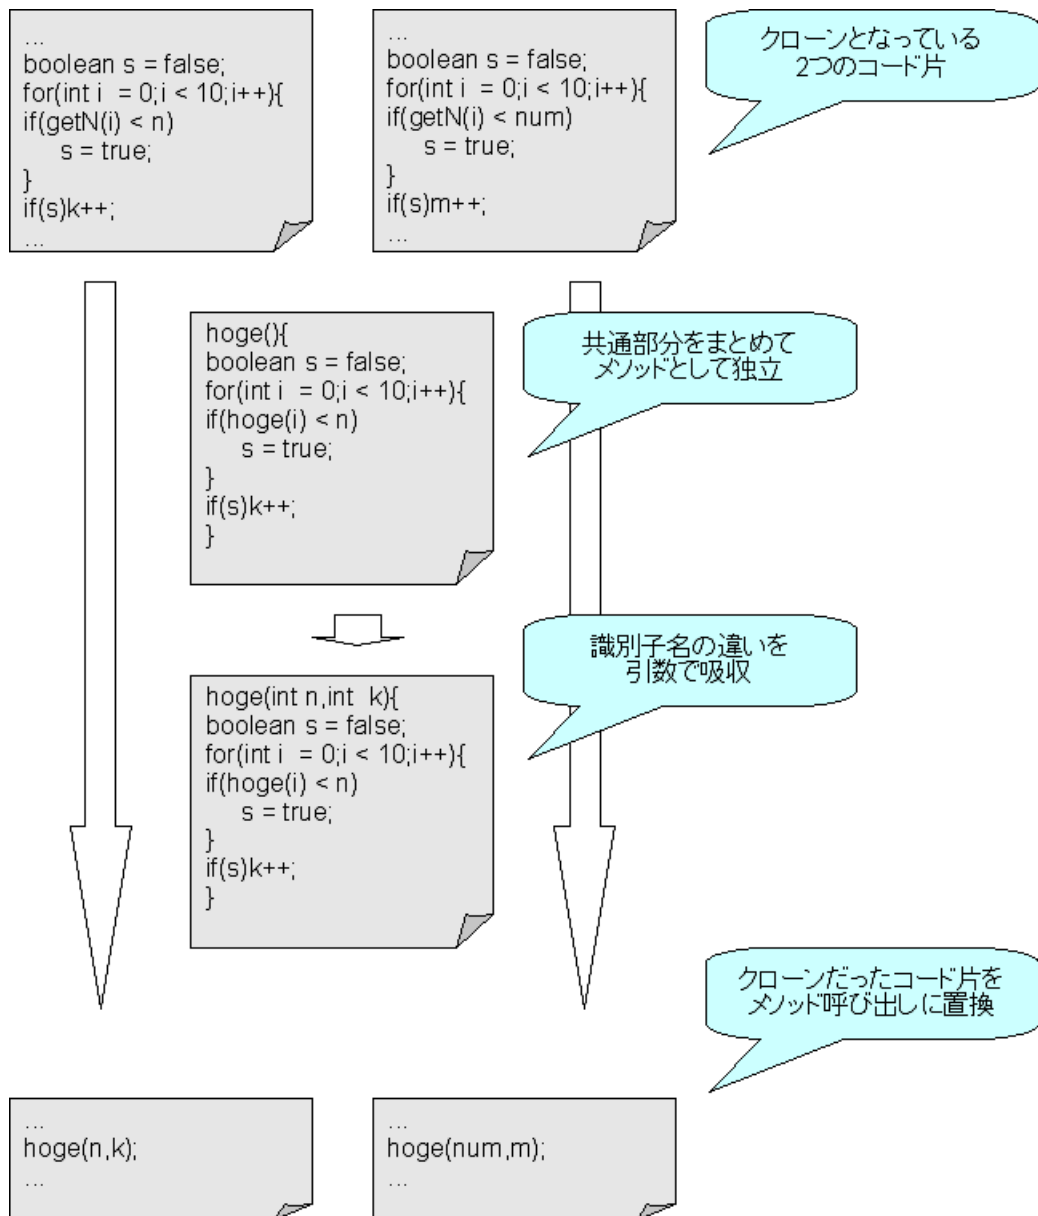 ...
boolean s = false;
for(int i  = 0;i < 10;i++){
if(getN(i) < n)
    s = true;
}
if(s)k++;
...
...
boolean s = false;
for(int i  = 0;i < 10;i++){
if(getN(i) < num)
    s = true;
}
if(s)m++;
...
クローンとなっている
2つのコード片
hoge(){
boolean s = false;
for(int i  = 0;i < 10;i++){
if(hoge(i) < n)
    s = true;
}
if(s)k++;
}
共通部分をまとめて
メソッドとして独立
識別子名の違いを
引数で吸収
hoge(int n,int  k){
boolean s = false;
for(int i  = 0;i < 10;i++){
if(hoge(i) < n)
    s = true;
}
if(s)k++;
}
クローンだったコード片を
メソッド呼び出しに置換
...
hoge(n,k);
...
...
hoge(num,m);
...